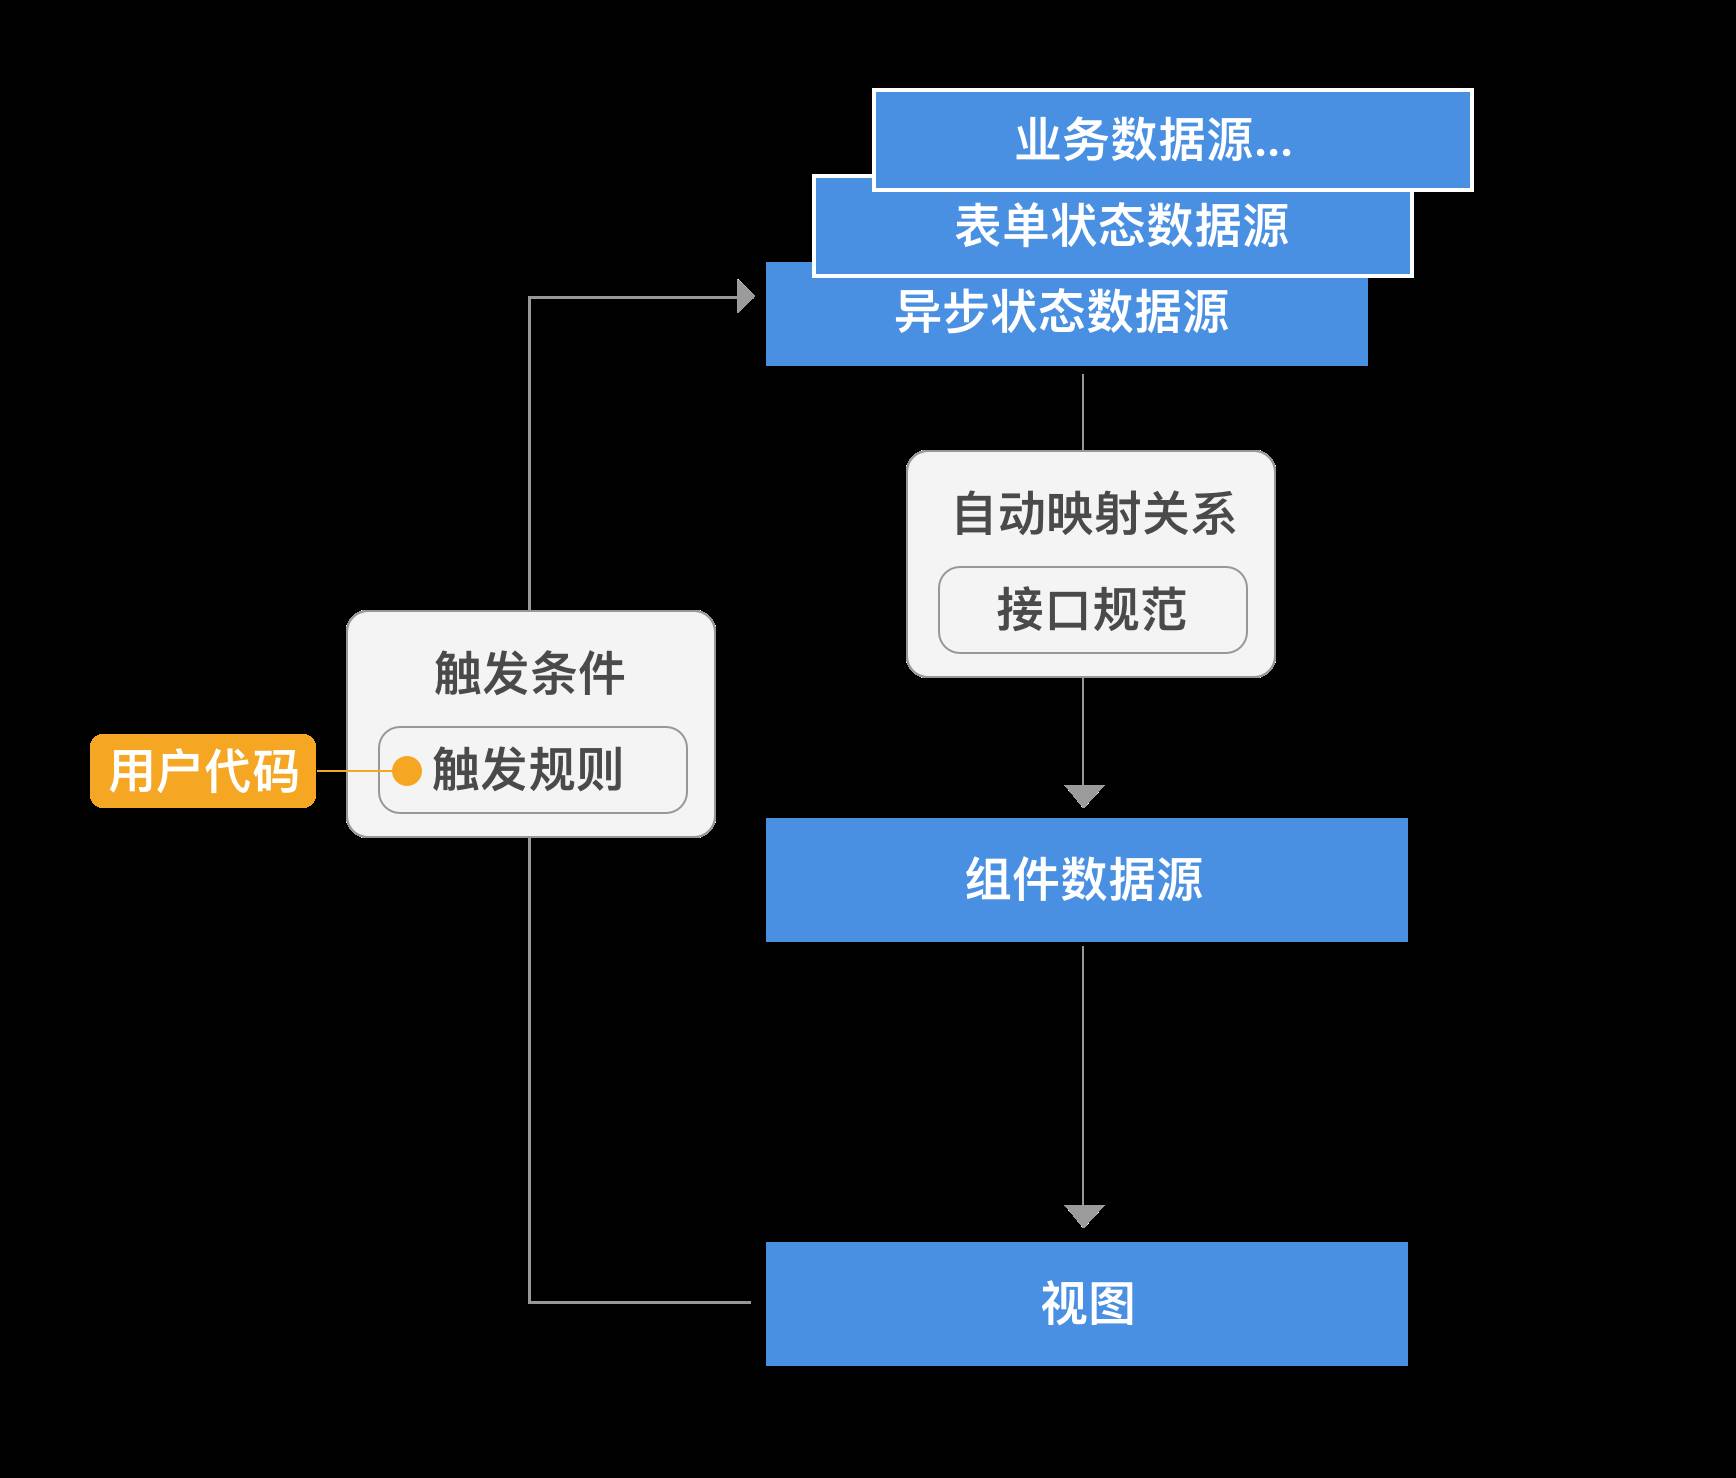 业务数据源...
表单状态数据源
异步状态数据源
自动映射关系
接口规范
触发条件
用户代码
触发规则
组件数据源
视图